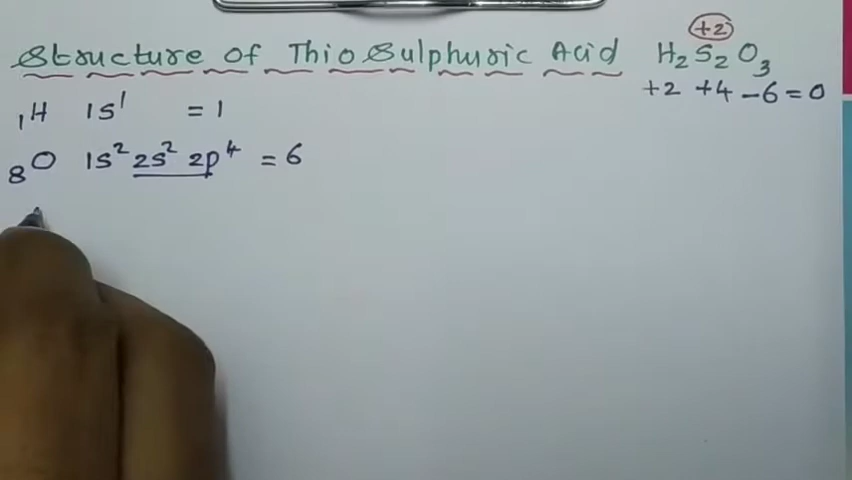 Structure of Thio Sulphuric Acid H₂S₂O₃
+2
+2 +4 -6 = 0
₁H 1s¹ = 1
₈O 1s² 2s² 2p⁴ = 6